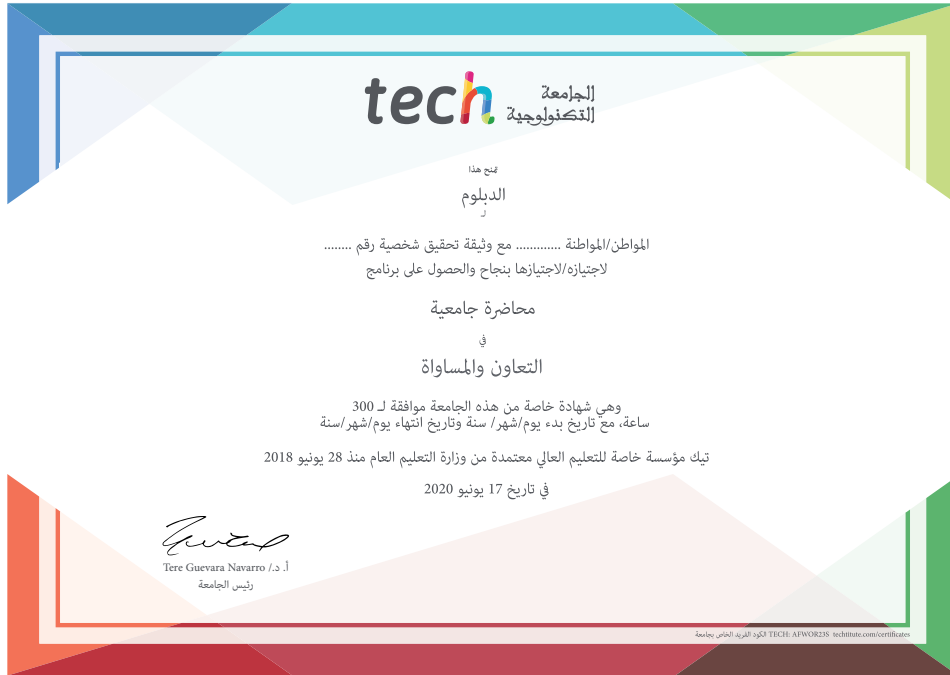 tech الجامعة
التكنولوجية
تمنح هذا
الدبلوم
لـ
المواطن/المواطنة ............. مع وثيقة تحقيق شخصية رقم ........
لاجتيازه/لاجتيازها بنجاح والحصول على برنامج
محاضرة جامعية
في
التعاون والمساواة
وهي شهادة خاصة من هذه الجامعة موافقة لـ 300
ساعة، مع تاريخ بدء يوم/شهر/ سنة وتاريخ انتهاء يوم/شهر/سنة
تيك مؤسسة خاصة للتعليم العالي معتمدة من وزارة التعليم العام منذ 28 يونيو 2018
في تاريخ 17 يونيو 2020
أ. د./ Tere Guevara Navarro
رئيس الجامعة
الكود الفريد الخاص بجامعة TECH: AFWOR23S techtitute.com/certificates